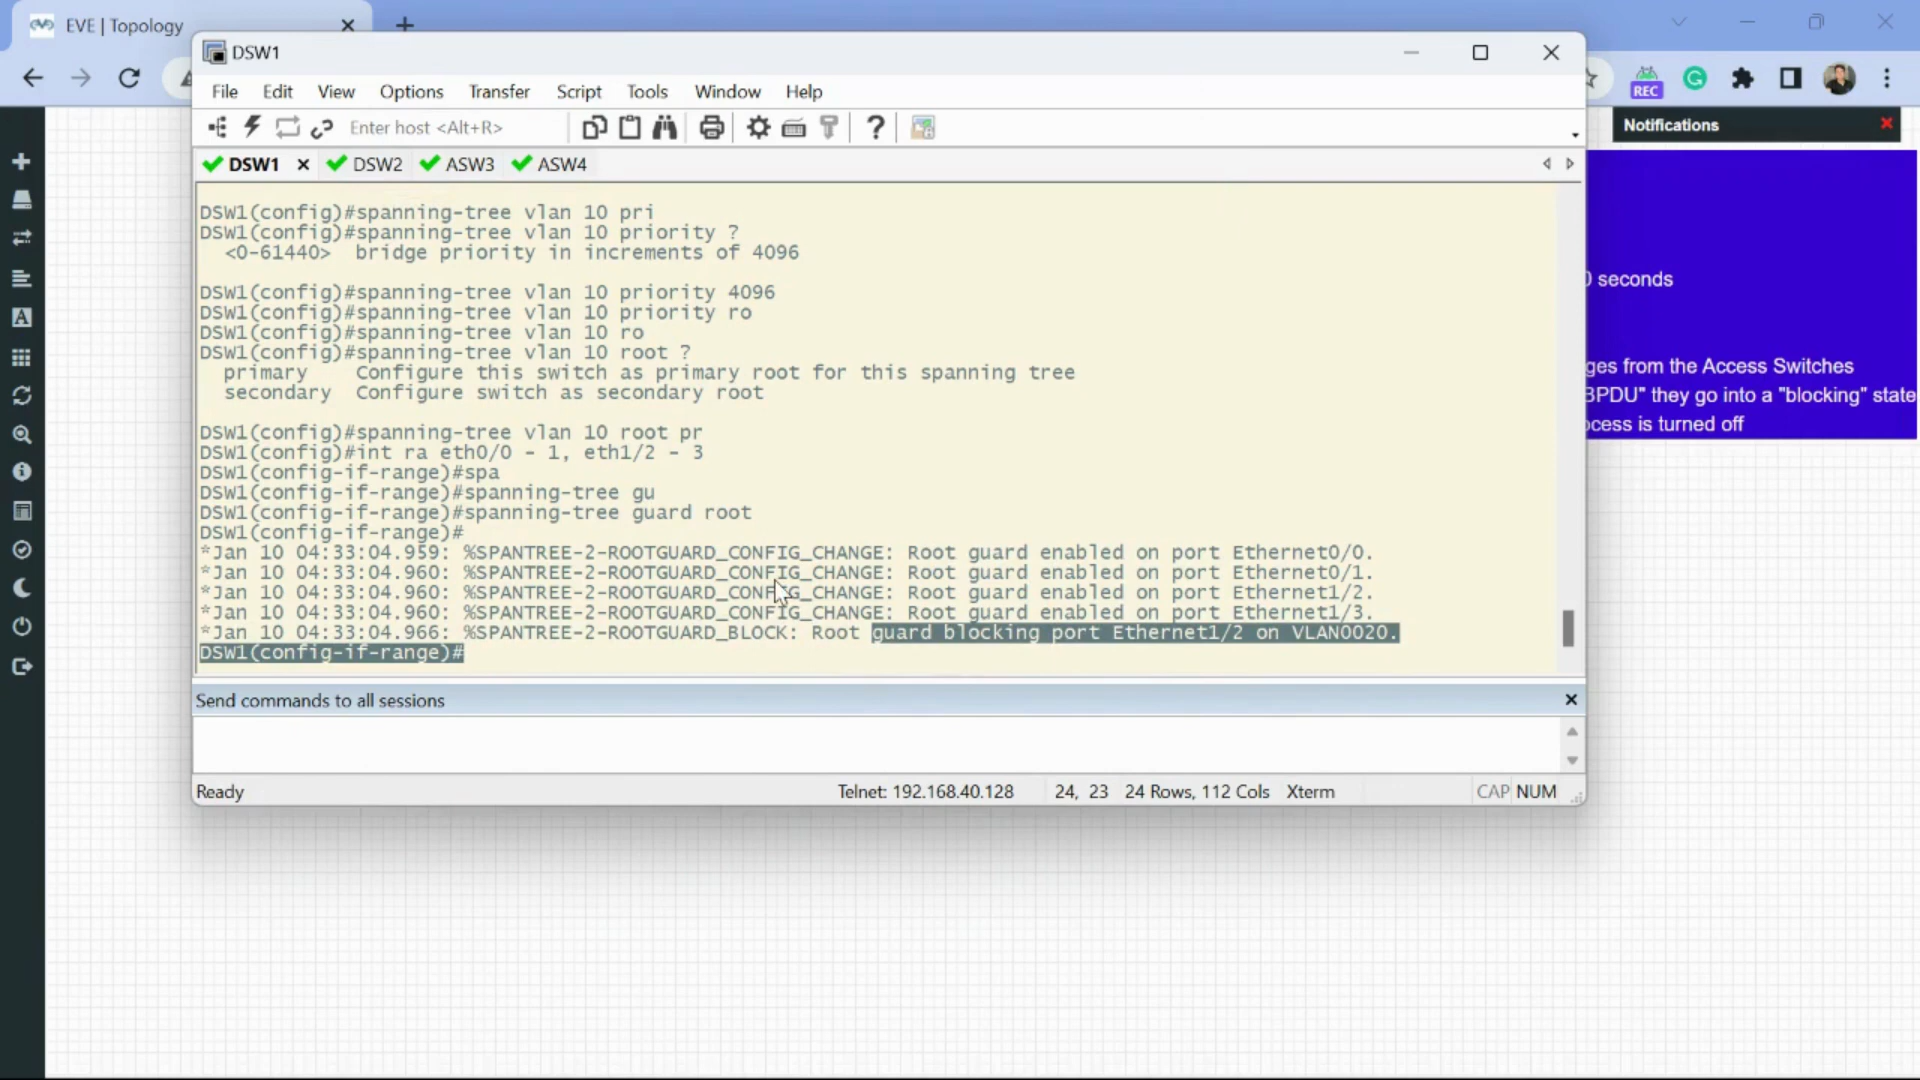 EVE | Topology
DSW1
File Edit View Options Transfer Script Tools Window Help
REC
Enter host <Alt+R>
Notifications
DSW1 DSW2 ASW3 ASW4
DSW1(config)#spanning-tree vlan 10 pri
DSW1(config)#spanning-tree vlan 10 priority ?
<0-61440> bridge priority in increments of 4096
DSW1(config)#spanning-tree vlan 10 priority 4096
DSW1(config)#spanning-tree vlan 10 priority ro
DSW1(config)#spanning-tree vlan 10 ro
DSW1(config)#spanning-tree vlan 10 root ?
primary Configure this switch as primary root for this spanning tree
secondary Configure switch as secondary root
DSW1(config)#spanning-tree vlan 10 root pr
DSW1(config)#int ra eth0/0 - 1, eth1/2 - 3
DSW1(config-if-range)#spa
DSW1(config-if-range)#spanning-tree gu
DSW1(config-if-range)#spanning-tree guard root
DSW1(config-if-range)#
*Jan 10 04:33:04.959: %SPANTREE-2-ROOTGUARD_CONFIG_CHANGE: Root guard enabled on port Ethernet0/0.
*Jan 10 04:33:04.960: %SPANTREE-2-ROOTGUARD_CONFIG_CHANGE: Root guard enabled on port Ethernet0/1.
*Jan 10 04:33:04.960: %SPANTREE-2-ROOTGUARD_CONFIG_CHANGE: Root guard enabled on port Ethernet1/2.
*Jan 10 04:33:04.960: %SPANTREE-2-ROOTGUARD_CONFIG_CHANGE: Root guard enabled on port Ethernet1/3.
*Jan 10 04:33:04.966: %SPANTREE-2-ROOTGUARD_BLOCK: Root guard blocking port Ethernet1/2 on VLAN0020.
DSW1(config-if-range)#
seconds
ges from the Access Switches
BPDU" they go into a "blocking" state
ocess is turned off
Send commands to all sessions
Ready Telnet: 192.168.40.128 24, 23 24 Rows, 112 Cols Xterm CAP NUM